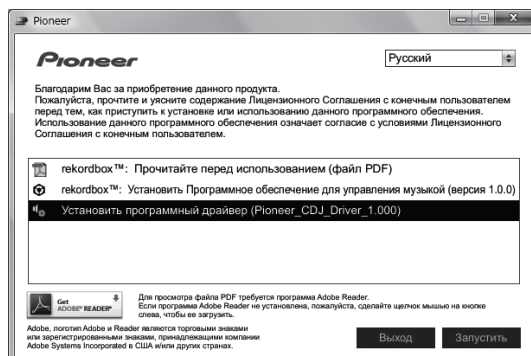 Pioneer
Pioneer
Русский
Благодарим Вас за приобретение данного продукта.
Пожалуйста, прочтите и уясните содержание Лицензионного Соглашения с конечным пользователем
перед тем, как приступить к установке или использованию данного программного обеспечения.
Использование данного программного обеспечения означает согласие с условиями Лицензионного
Соглашения с конечным пользователем.
rekordbox™: Прочитайте перед использованием (файл PDF)
rekordbox™: Установить Программное обеспечение для управления музыкой (версия 1.0.0)
Установить программный драйвер (Pioneer_CDJ_Driver_1.000)
Get
ADOBE® READER®
Для просмотра файла PDF требуется программа Adobe Reader.
Если программа Adobe Reader не установлена, пожалуйста, сделайте щелчок мышью на кнопке
слева, чтобы ее загрузить.
Adobe, логотип Adobe и Reader являются торговыми знаками
или зарегистрированными знаками, принадлежащими компании
Adobe Systems Incorporated в США и/или других странах.
Выход
Запустить